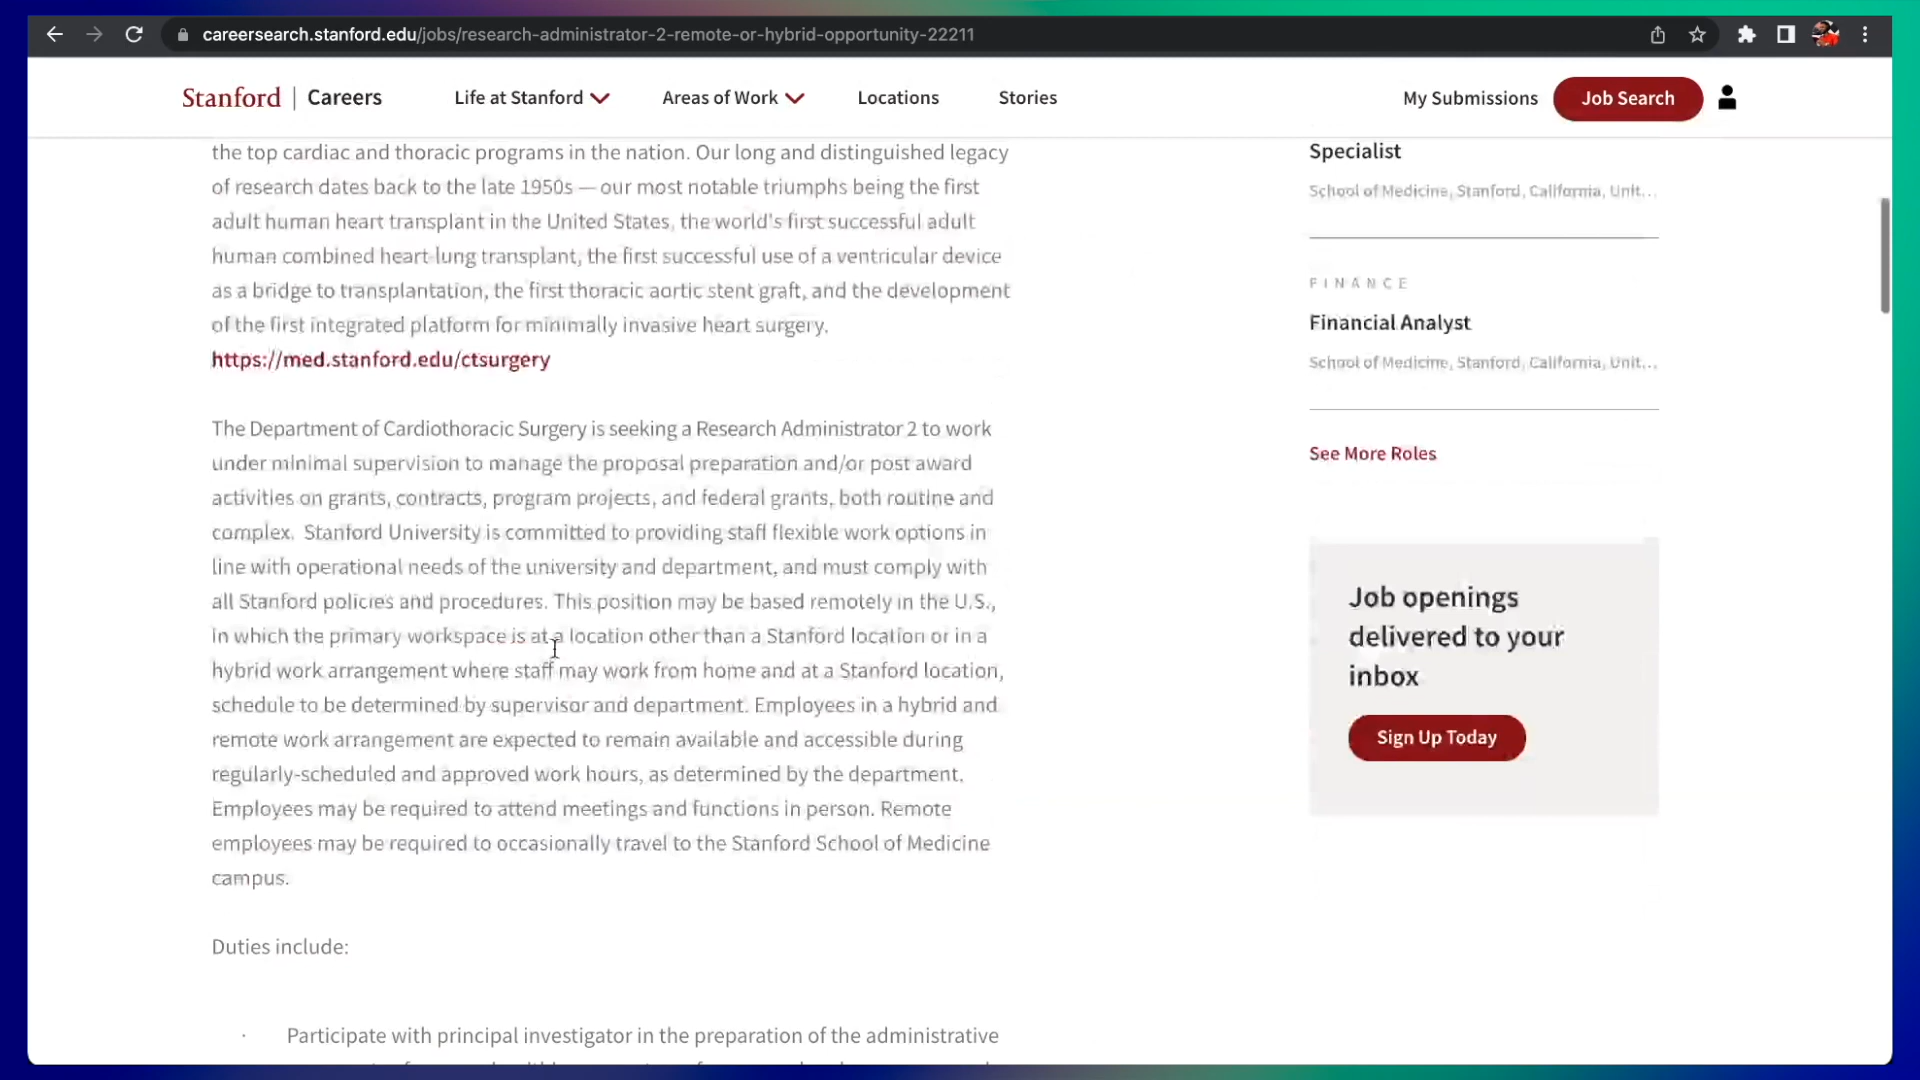 careersearch.stanford.edu/jobs/research-administrator-2-remote-or-hybrid-opportunity-22211
Stanford | Careers
Life at Stanford
Areas of Work
Locations
Stories
My Submissions
Job Search
the top cardiac and thoracic programs in the nation. Our long and distinguished legacy
of research dates back to the late 1950s — our most notable triumphs being the first
adult human heart transplant in the United States, the world's first successful adult
human combined heart-lung transplant, the first successful use of a ventricular device
as a bridge to transplantation, the first thoracic aortic stent graft, and the development
of the first integrated platform for minimally invasive heart surgery.
https://med.stanford.edu/ctsurgery
The Department of Cardiothoracic Surgery is seeking a Research Administrator 2 to work
under minimal supervision to manage the proposal preparation and/or post award
activities on grants, contracts, program projects, and federal grants, both routine and
complex. Stanford University is committed to providing staff flexible work options in
line with operational needs of the university and department, and must comply with
all Stanford policies and procedures. This position may be based remotely in the U.S.,
in which the primary workspace is at a location other than a Stanford location or in a
hybrid work arrangement where staff may work from home and at a Stanford location,
schedule to be determined by supervisor and department. Employees in a hybrid and
remote work arrangement are expected to remain available and accessible during
regularly-scheduled and approved work hours, as determined by the department.
Employees may be required to attend meetings and functions in person. Remote
employees may be required to occasionally travel to the Stanford School of Medicine
campus.
Duties include:
· Participate with principal investigator in the preparation of the administrative
Specialist
School of Medicine, Stanford, California, Unit...
FINANCE
Financial Analyst
School of Medicine, Stanford, California, Unit...
See More Roles
Job openings
delivered to your
inbox
Sign Up Today